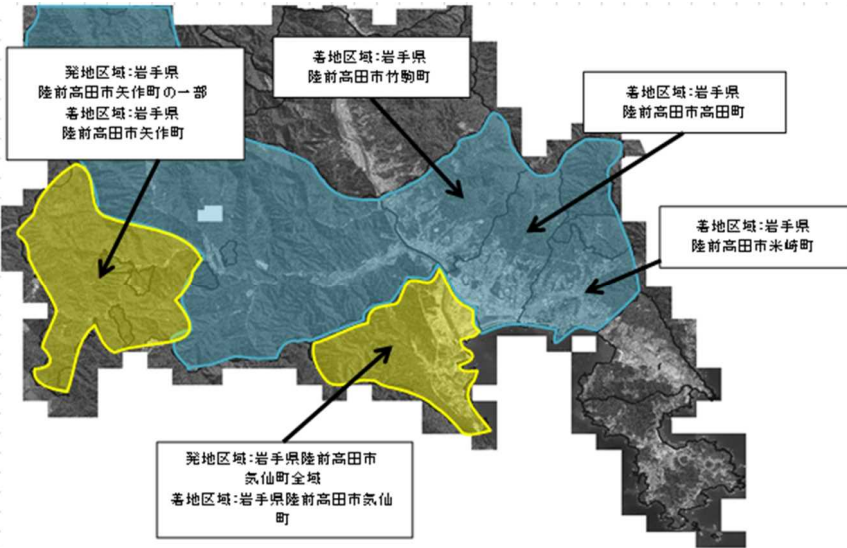 発地区域:岩手県
陸前高田市矢作町の一部
着地区域:岩手県
陸前高田市矢作町
着地区域:岩手県
陸前高田市竹駒町
着地区域:岩手県
陸前高田市高田町
着地区域:岩手県
陸前高田市米崎町
発地区域:岩手県陸前高田市
気仙町全域
着地区域:岩手県陸前高田市気仙
町